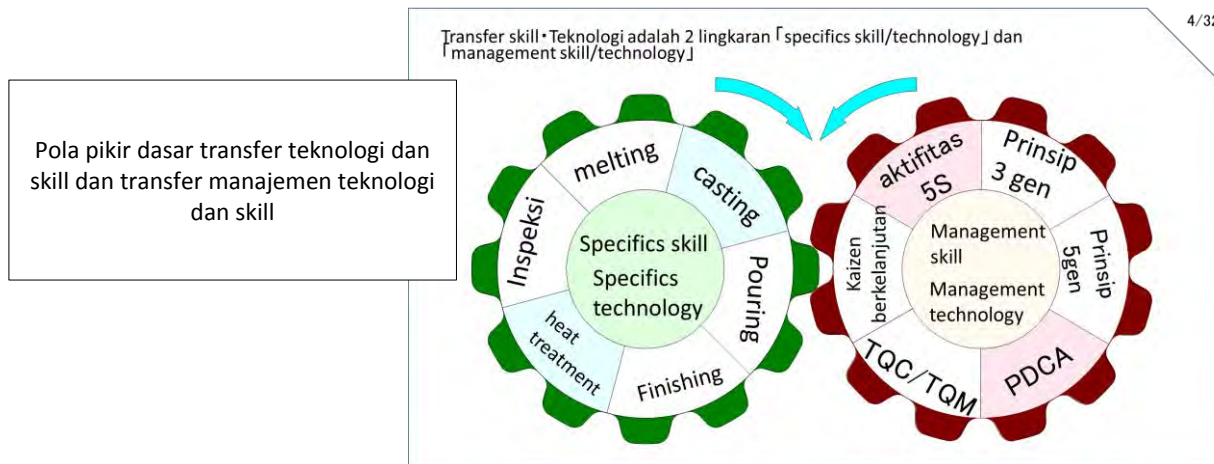 4/32
Transfer skill・Teknologi adalah 2 lingkaran「specifics skill/technology」dan
「management skill/technology」
Pola pikir dasar transfer teknologi dan
skill dan transfer manajemen teknologi
dan skill
melting
casting
Pouring
Finishing
heat
treatment
Inspeksi
Specifics skill
Specifics
technology
aktifitas
5S
Prinsip
3 gen
Prinsip
5gen
PDCA
TQC/TQM
Kaizen
berkelanjutan
Management
skill
Management
technology